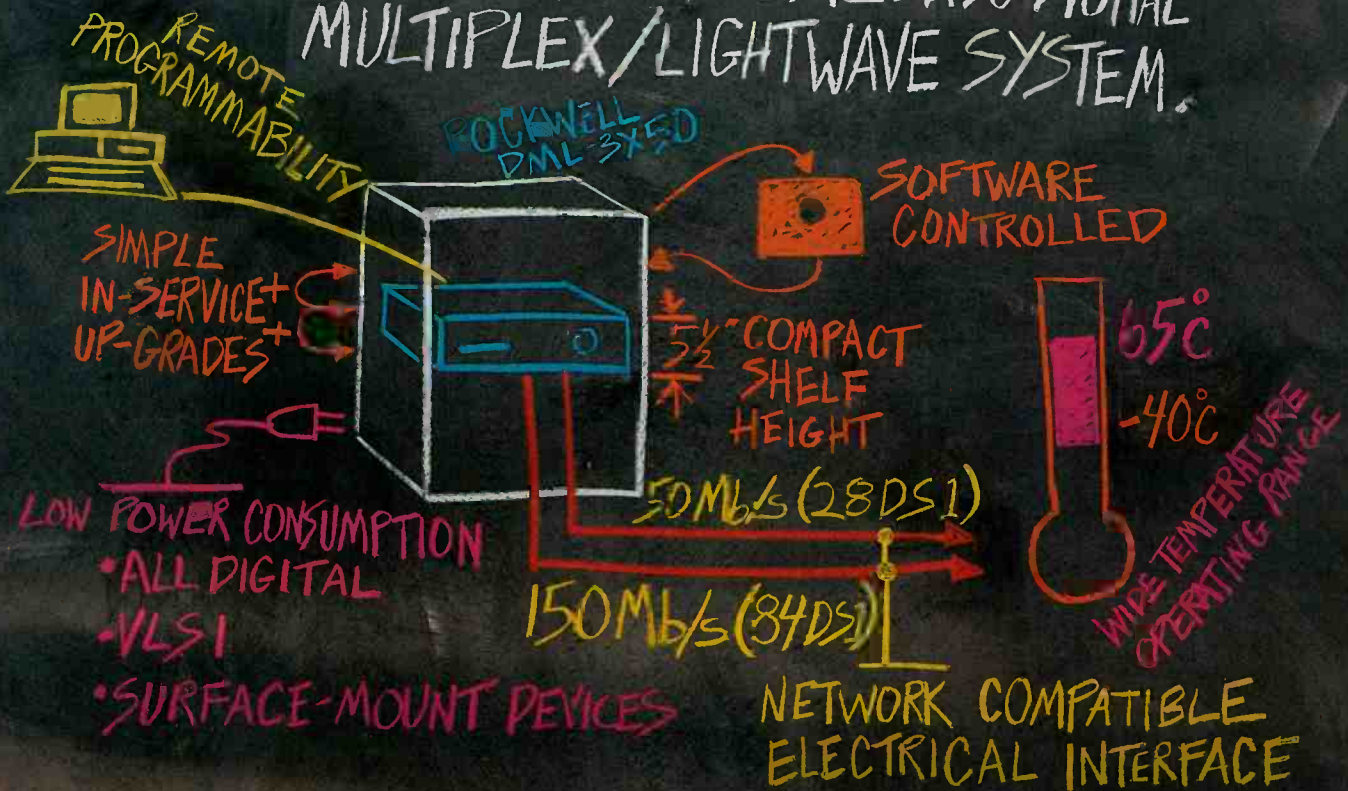 MULTIPLEX/LIGHTWAVE SYSTEM.
REMOTE
PROGRAMMABILITY
ROCKWELL
DML-3X50
SOFTWARE
CONTROLLED
SIMPLE
IN-SERVICE+
UP-GRADES+
5½" COMPACT
SHELF
HEIGHT
65°C
-40°C
WIDE TEMPERATURE
OPERATING RANGE
LOW POWER CONSUMPTION
•ALL DIGITAL
•VLSI
•SURFACE-MOUNT DEVICES
50Mb/s (28DS1)
150Mb/s (84DS1)
NETWORK COMPATIBLE
ELECTRICAL INTERFACE